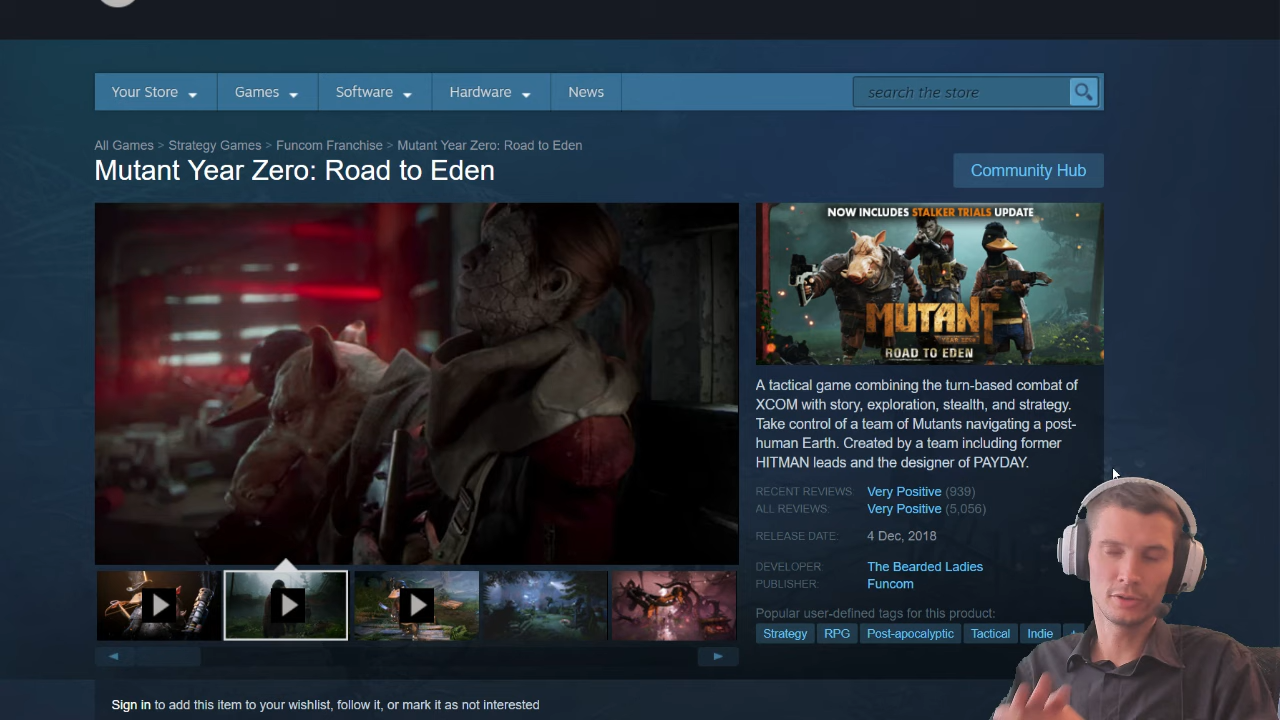 Your Store
Games
Software
Hardware
News
search the store
All Games > Strategy Games > Funcom Franchise > Mutant Year Zero: Road to Eden
Mutant Year Zero: Road to Eden
Community Hub
NOW INCLUDES STALKER TRIALS UPDATE
MUTANT
YEAR ZERO
ROAD TO EDEN
A tactical game combining the turn-based combat of
XCOM with story, exploration, stealth, and strategy.
Take control of a team of Mutants navigating a post-
human Earth. Created by a team including former
HITMAN leads and the designer of PAYDAY.
RECENT REVIEWS: Very Positive (939)
ALL REVIEWS: Very Positive (5,056)
RELEASE DATE: 4 Dec, 2018
DEVELOPER: The Bearded Ladies
PUBLISHER: Funcom
Popular user-defined tags for this product:
Strategy RPG Post-apocalyptic Tactical Indie +
Sign in to add this item to your wishlist, follow it, or mark it as not interested